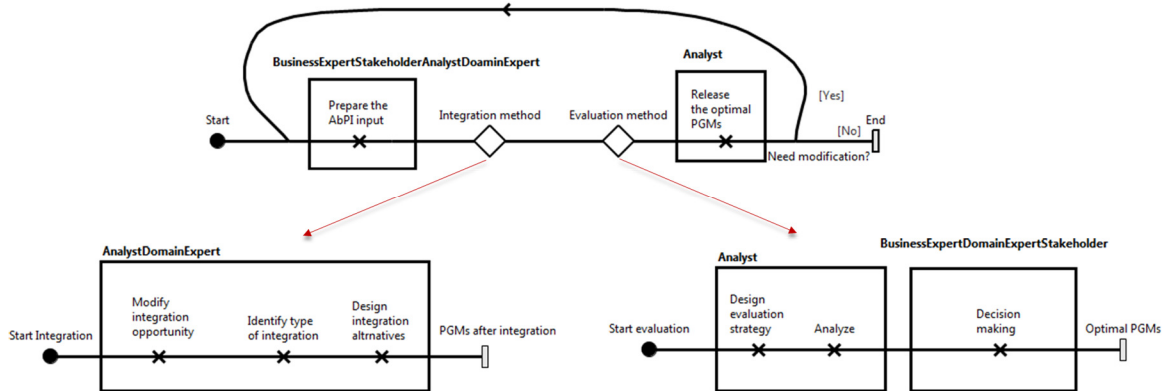 BusinessExpertStakeholderAnalystDoaminExpert
Analyst
Prepare the
AbPI input
Integration method
Evaluation method
Release
the optimal
PGMs
[Yes]
Start
End
[No]
Need modification?
AnalystDomainExpert
Modify
integration
opportunity
Identify type
of integration
Design
integration
altrnatives
Start Integration
PGMs after integration
Analyst
BusinessExpertDomainExpertStakeholder
Design
evaluation
strategy
Analyze
Decision
making
Start evaluation
Optimal PGMs